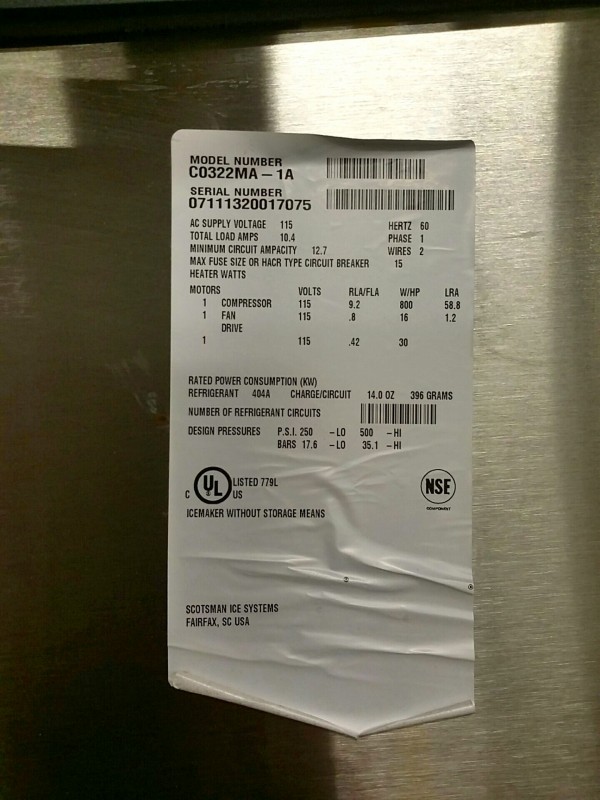 MODEL NUMBER
C0322MA – 1A
SERIAL NUMBER
07111320017075
AC SUPPLY VOLTAGE 115 HERTZ 60
TOTAL LOAD AMPS 10.4 PHASE 1
MINIMUM CIRCUIT AMPACITY 12.7 WIRES 2
MAX FUSE SIZE OR HACR TYPE CIRCUIT BREAKER 15
HEATER WATTS
MOTORS VOLTS RLA/FLA W/HP LRA
1 COMPRESSOR 115 9.2 800 58.8
1 FAN 115 .8 16 1.2
DRIVE
1 115 .42 30
RATED POWER CONSUMPTION (KW)
REFRIGERANT 404A CHARGE/CIRCUIT 14.0 OZ 396 GRAMS
NUMBER OF REFRIGERANT CIRCUITS
DESIGN PRESSURES P.S.I. 250 – LO 500 – HI
BARS 17.6 – LO 35.1 – HI
C UL US LISTED 779L
NSF
COMPONENT
ICEMAKER WITHOUT STORAGE MEANS
SCOTSMAN ICE SYSTEMS
FAIRFAX, SC USA